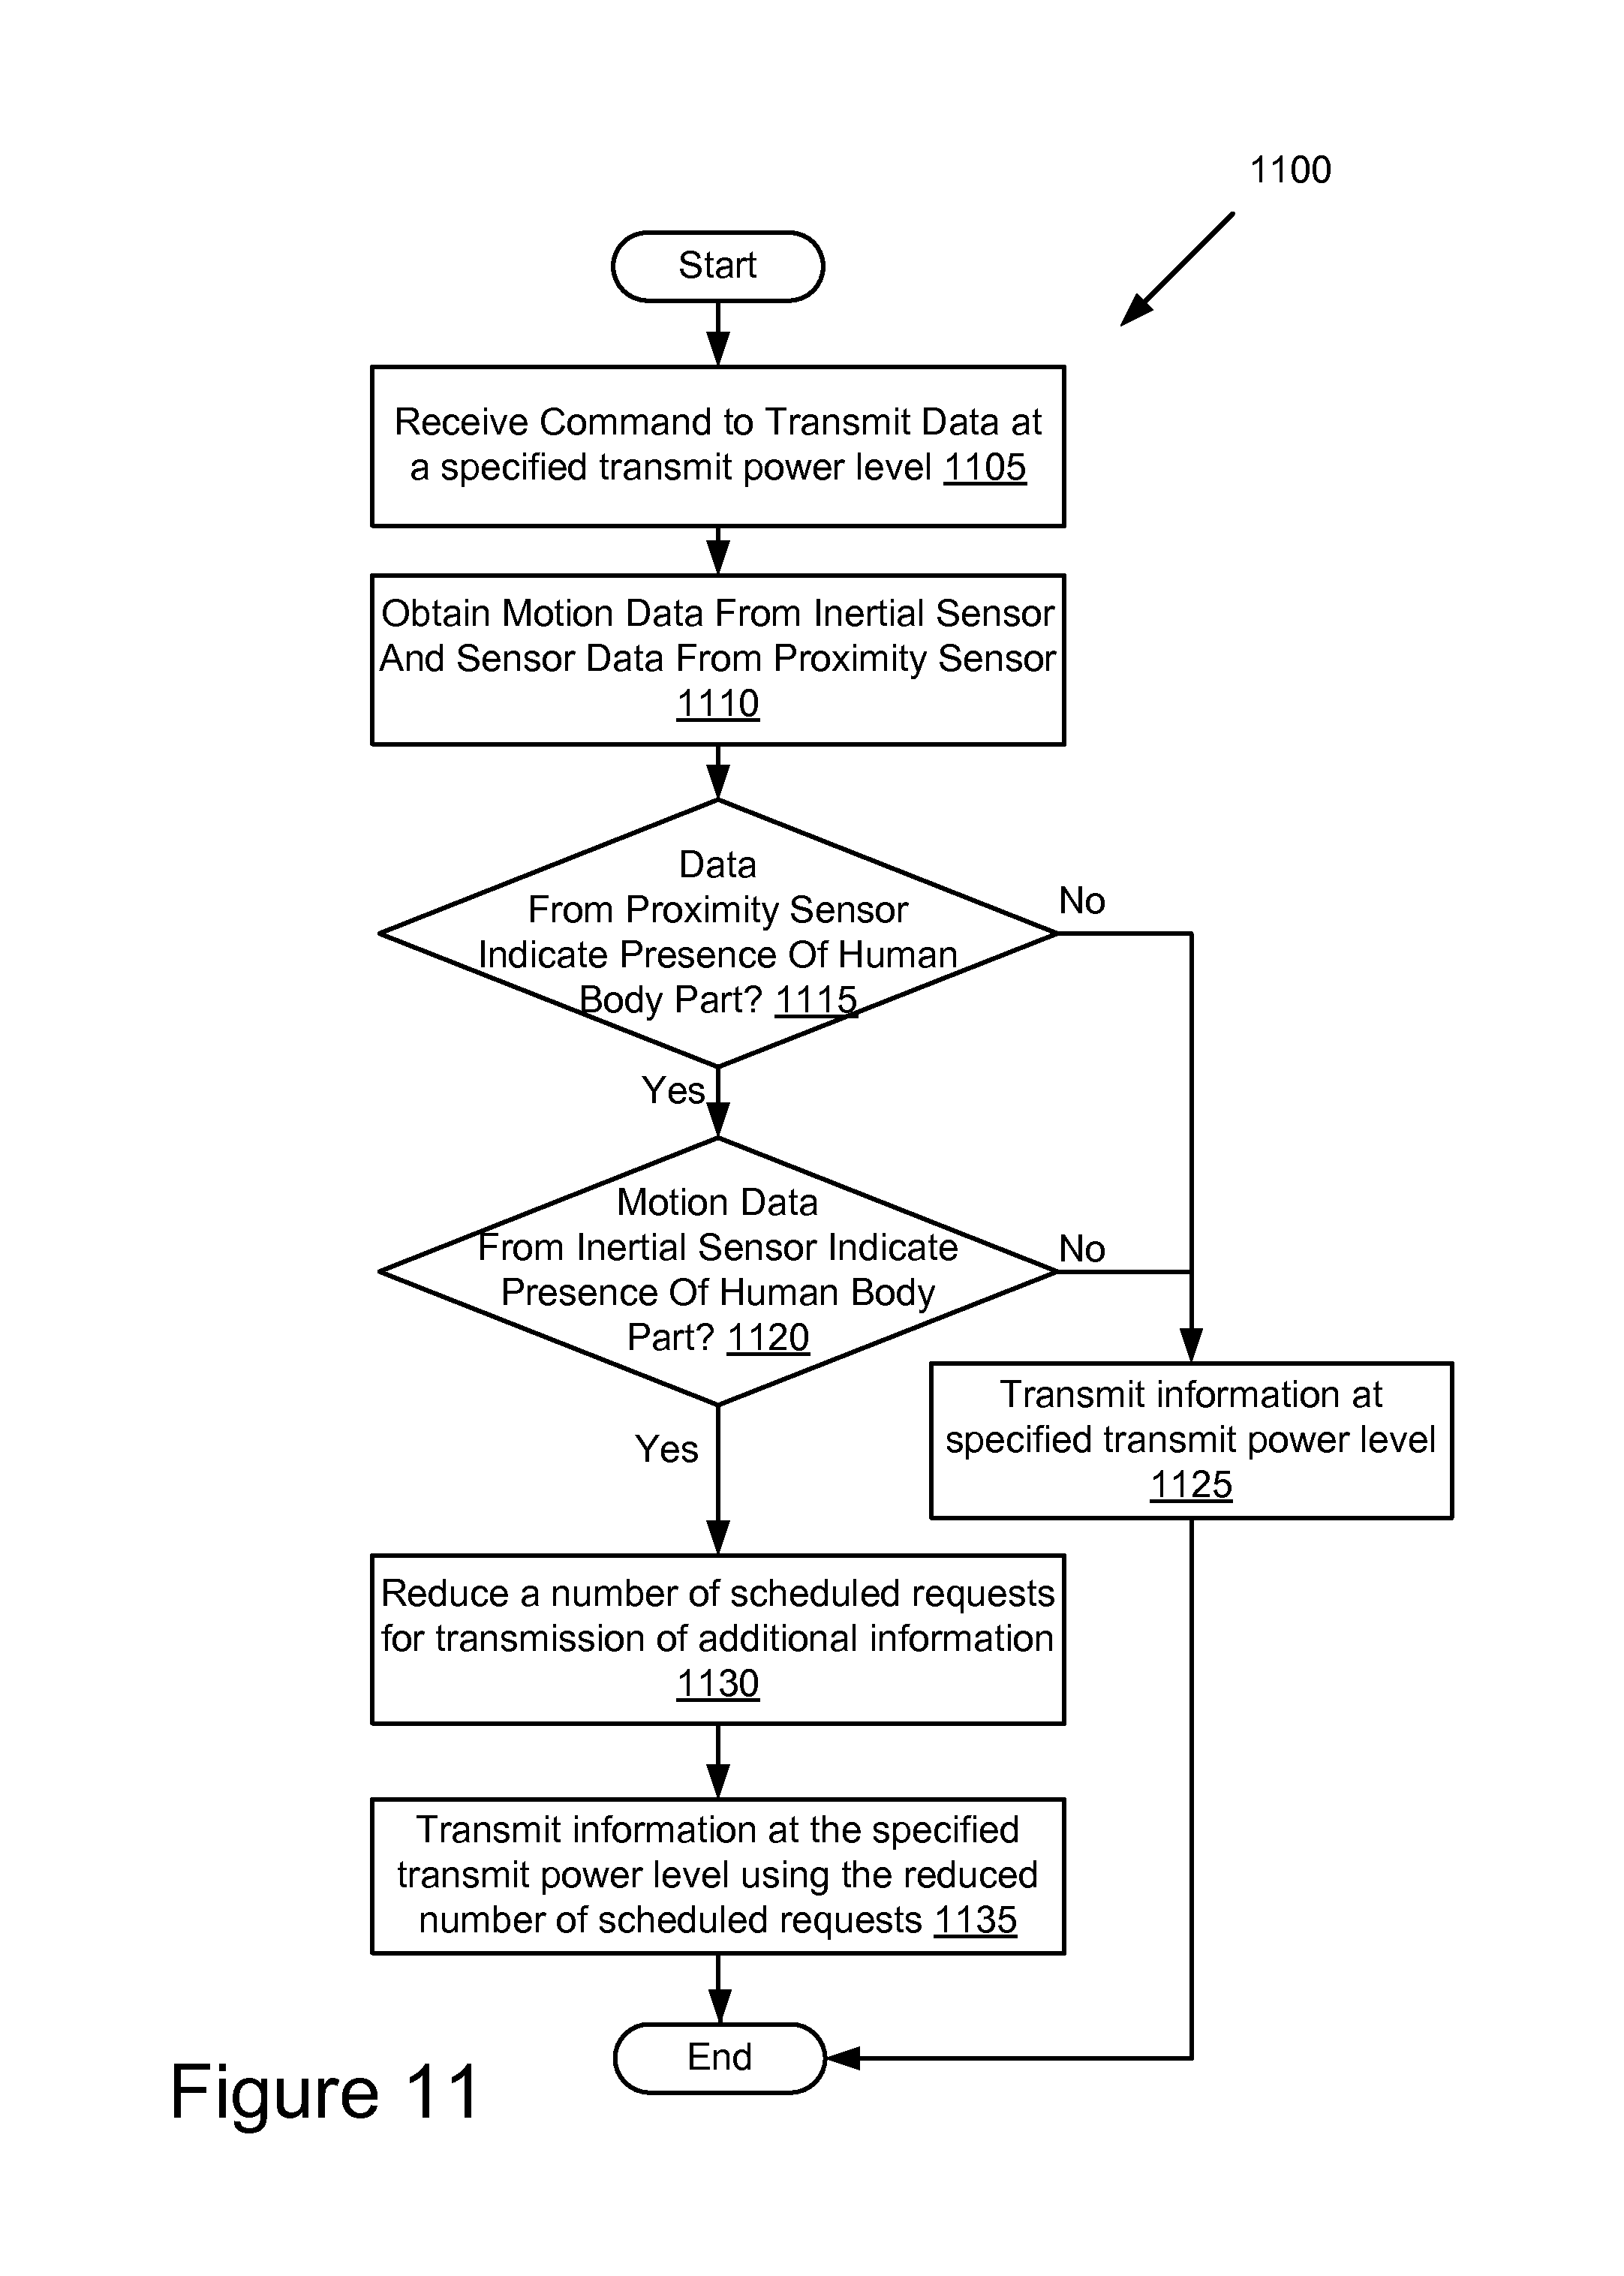 1100
Start
Receive Command to Transmit Data at
a specified transmit power level 1105
Obtain Motion Data From Inertial Sensor
And Sensor Data From Proximity Sensor
1110
Data
From Proximity Sensor
Indicate Presence Of Human
Body Part? 1115
No
Yes
Motion Data
From Inertial Sensor Indicate
Presence Of Human Body
Part? 1120
No
Yes
Transmit information at
specified transmit power level
1125
Reduce a number of scheduled requests
for transmission of additional information
1130
Transmit information at the specified
transmit power level using the reduced
number of scheduled requests 1135
End
Figure 11